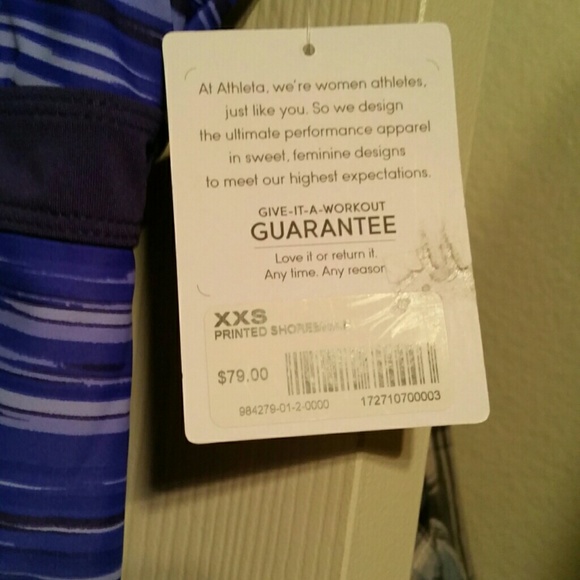 At Athleta, we're women athletes,
just like you. So we design
the ultimate performance apparel
in sweet, feminine designs
to meet our highest expectations.
GIVE-IT-A-WORKOUT
GUARANTEE
Love it or return it.
Any time. Any reason
XXS
PRINTED
$79.00
984279-01-2-0000
172710700003